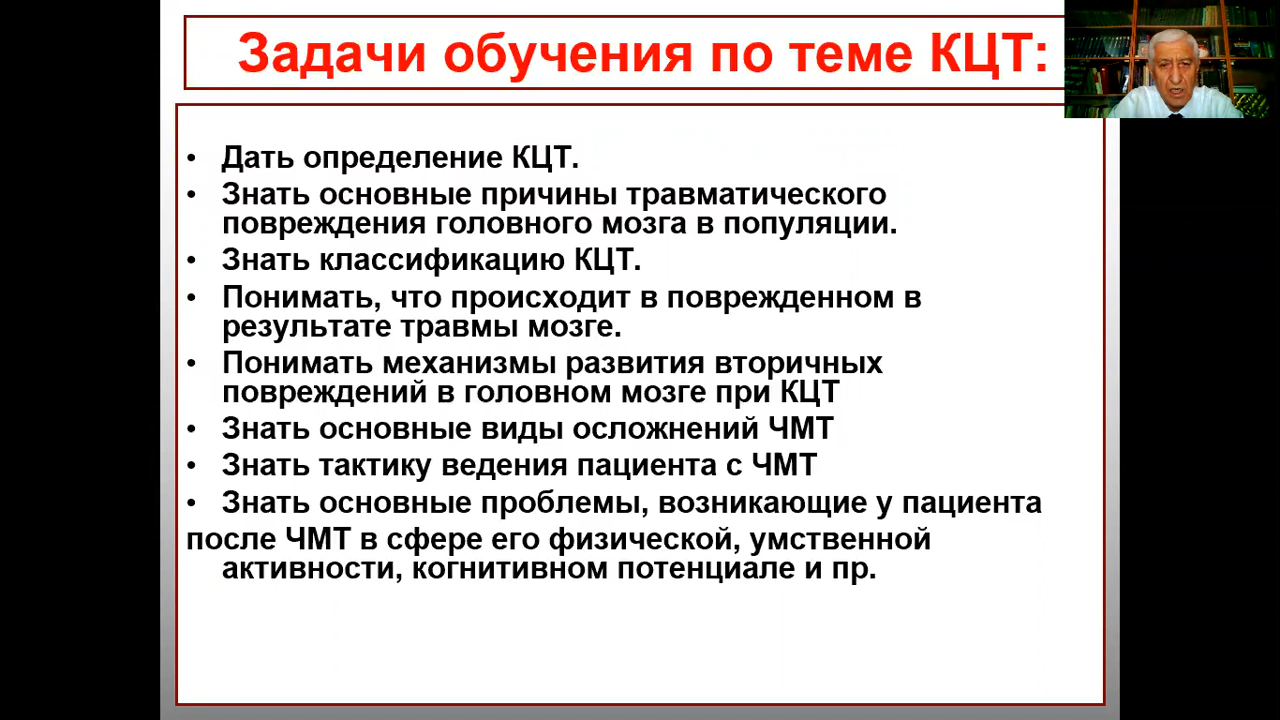 Задачи обучения по теме КЦТ:
• Дать определение КЦТ.
• Знать основные причины травматического
повреждения головного мозга в популяции.
• Знать классификацию КЦТ.
• Понимать, что происходит в поврежденном в
результате травмы мозге.
• Понимать механизмы развития вторичных
повреждений в головном мозге при КЦТ
• Знать основные виды осложнений ЧМТ
• Знать тактику ведения пациента с ЧМТ
• Знать основные проблемы, возникающие у пациента
после ЧМТ в сфере его физической, умственной
активности, когнитивном потенциале и пр.